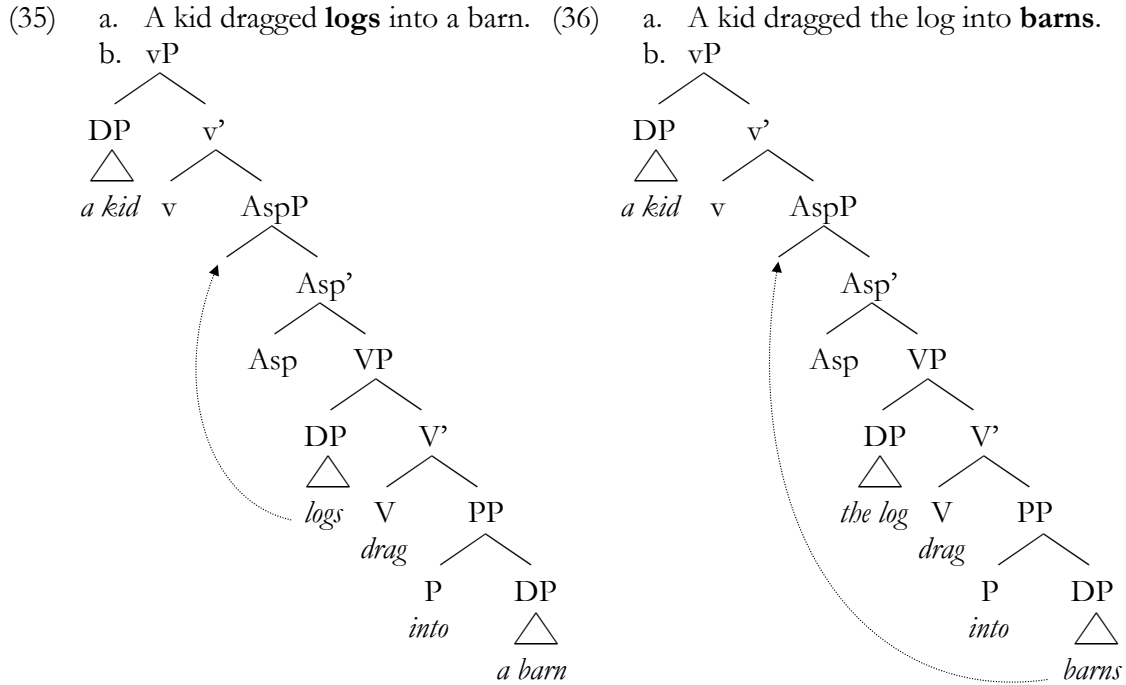 (35) a. A kid dragged logs into a barn. (36) a. A kid dragged the log into barns.
b. vP b. vP
DP v’ DP v’
a kid v AspP a kid v AspP
Asp’ Asp’
Asp VP Asp VP
DP V’ DP V’
logs V PP the log V PP
drag drag
P DP P DP
into into
a barn barns